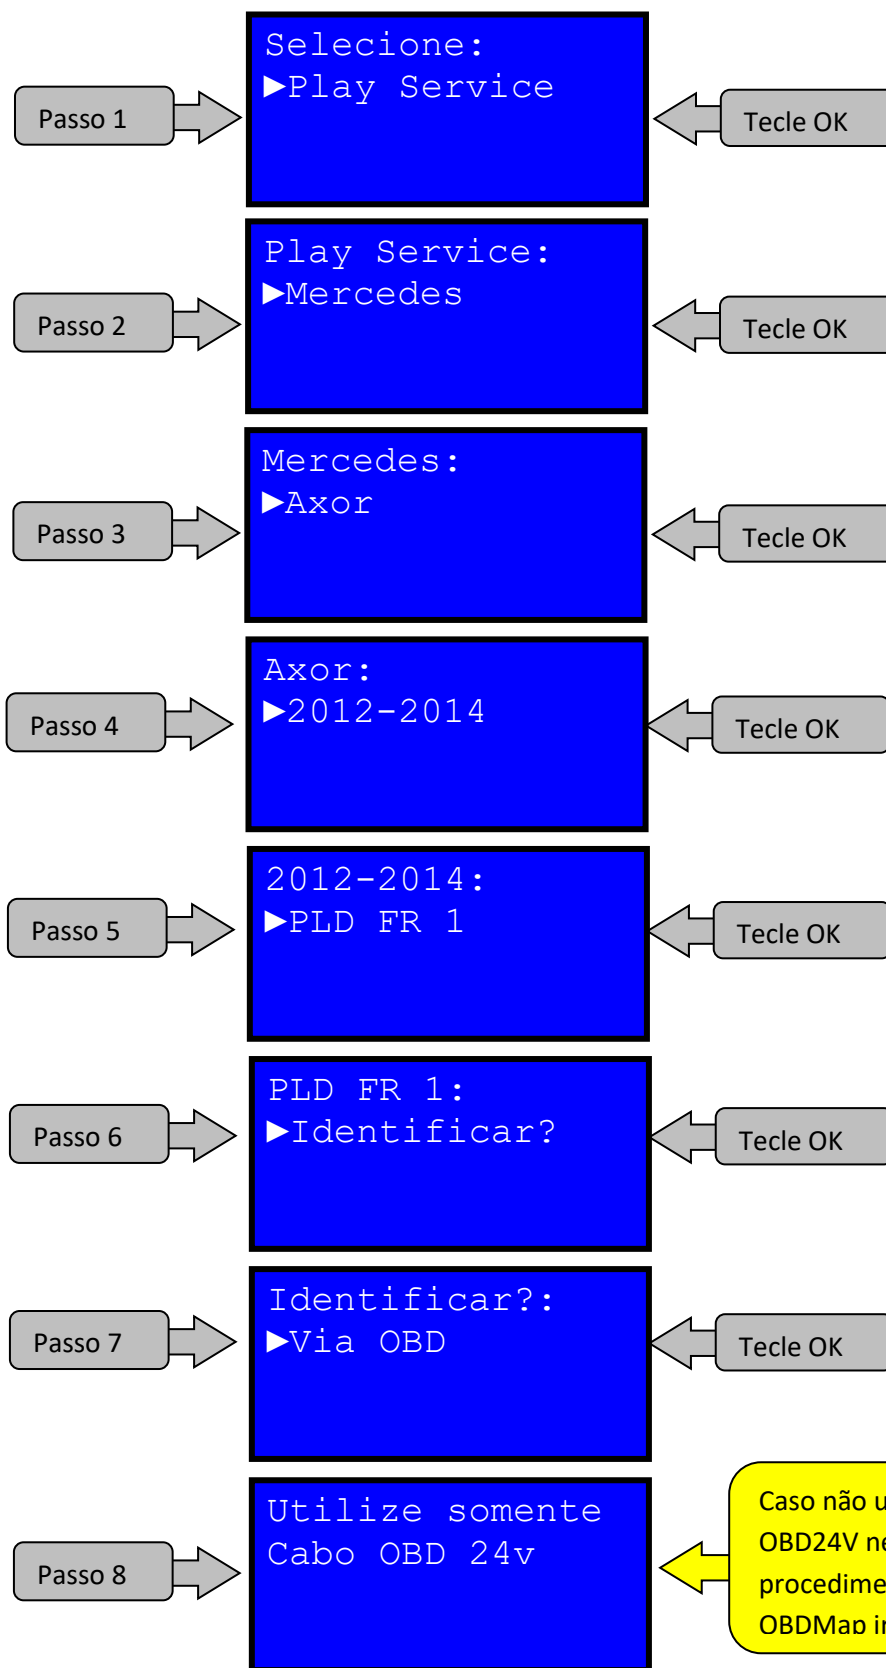 Selecione:
►Play Service
Passo 1
Tecle OK
Play Service:
►Mercedes
Passo 2
Tecle OK
Mercedes:
►Axor
Passo 3
Tecle OK
Axor:
►2012-2014
Passo 4
Tecle OK
2012-2014:
►PLD FR 1
Passo 5
Tecle OK
PLD FR 1:
►Identificar?
Passo 6
Tecle OK
Identificar?:
►Via OBD
Passo 7
Tecle OK
Utilize somente
Cabo OBD 24v
Passo 8
Caso não
OBD24V
OBDMap